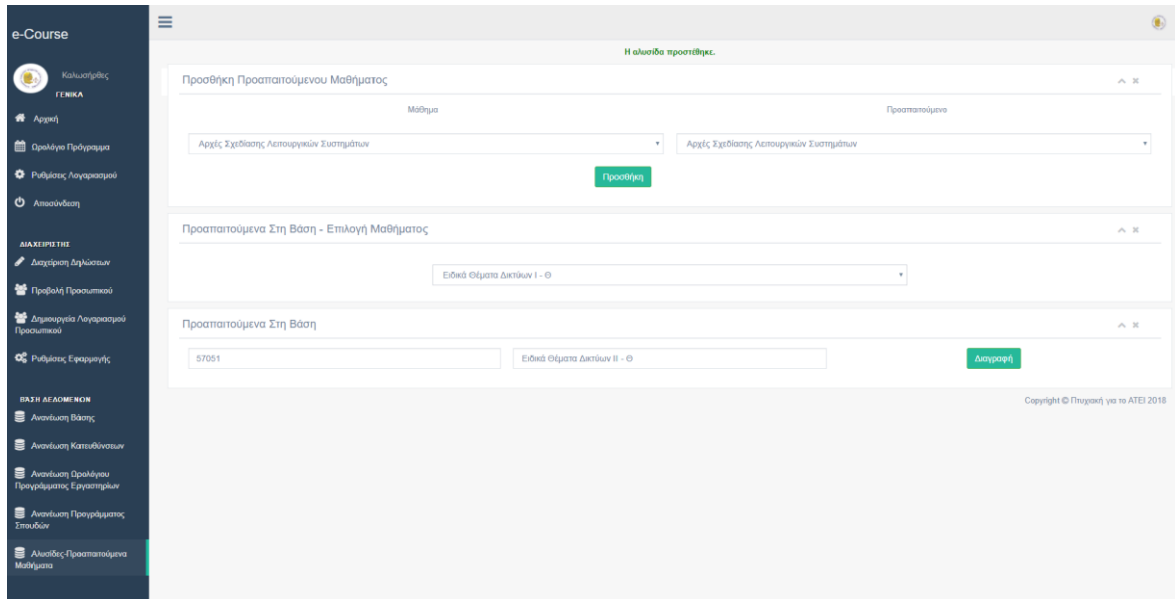 e-Course
Καλωσήρθες
ΓΕΝΙΚΑ
Αρχική
Ωρολόγιο Πρόγραμμα
Ρυθμίσεις Λογαριασμού
Αποσύνδεση
ΔΙΑΧΕΙΡΙΣΤΗΣ
Διαχείριση Δηλώσεων
Προβολή Προσωπικού
Δημιουργεία Λογαριασμού
Προσωπικού
Ρυθμίσεις Εφαρμογής
ΒΑΣΗ ΔΕΔΟΜΕΝΩΝ
Ανανέωση Βάσης
Ανανέωση Κατευθύνσεων
Ανανέωση Ωρολόγιου
Προγράμματος Εργαστηρίων
Ανανέωση Προγράμματος
Σπουδών
Αλυσίδες-Προαπαιτούμενα
Μαθήματα
Η αλυσίδα προστέθηκε.
Προσθήκη Προαπαιτούμενου Μαθήματος
Μάθημα
Προαπαιτούμενο
Αρχές Σχεδίασης Λειτουργικών Συστημάτων
Αρχές Σχεδίασης Λειτουργικών Συστημάτων
Προσθήκη
Προαπαιτούμενα Στη Βάση - Επιλογή Μαθήματος
Ειδικά Θέματα Δικτύων Ι - Θ
Προαπαιτούμενα Στη Βάση
57051
Ειδικά Θέματα Δικτύων ΙΙ - Θ
Διαγραφή
Copyright © Πτυχιακή για το ΑΤΕΙ 2018